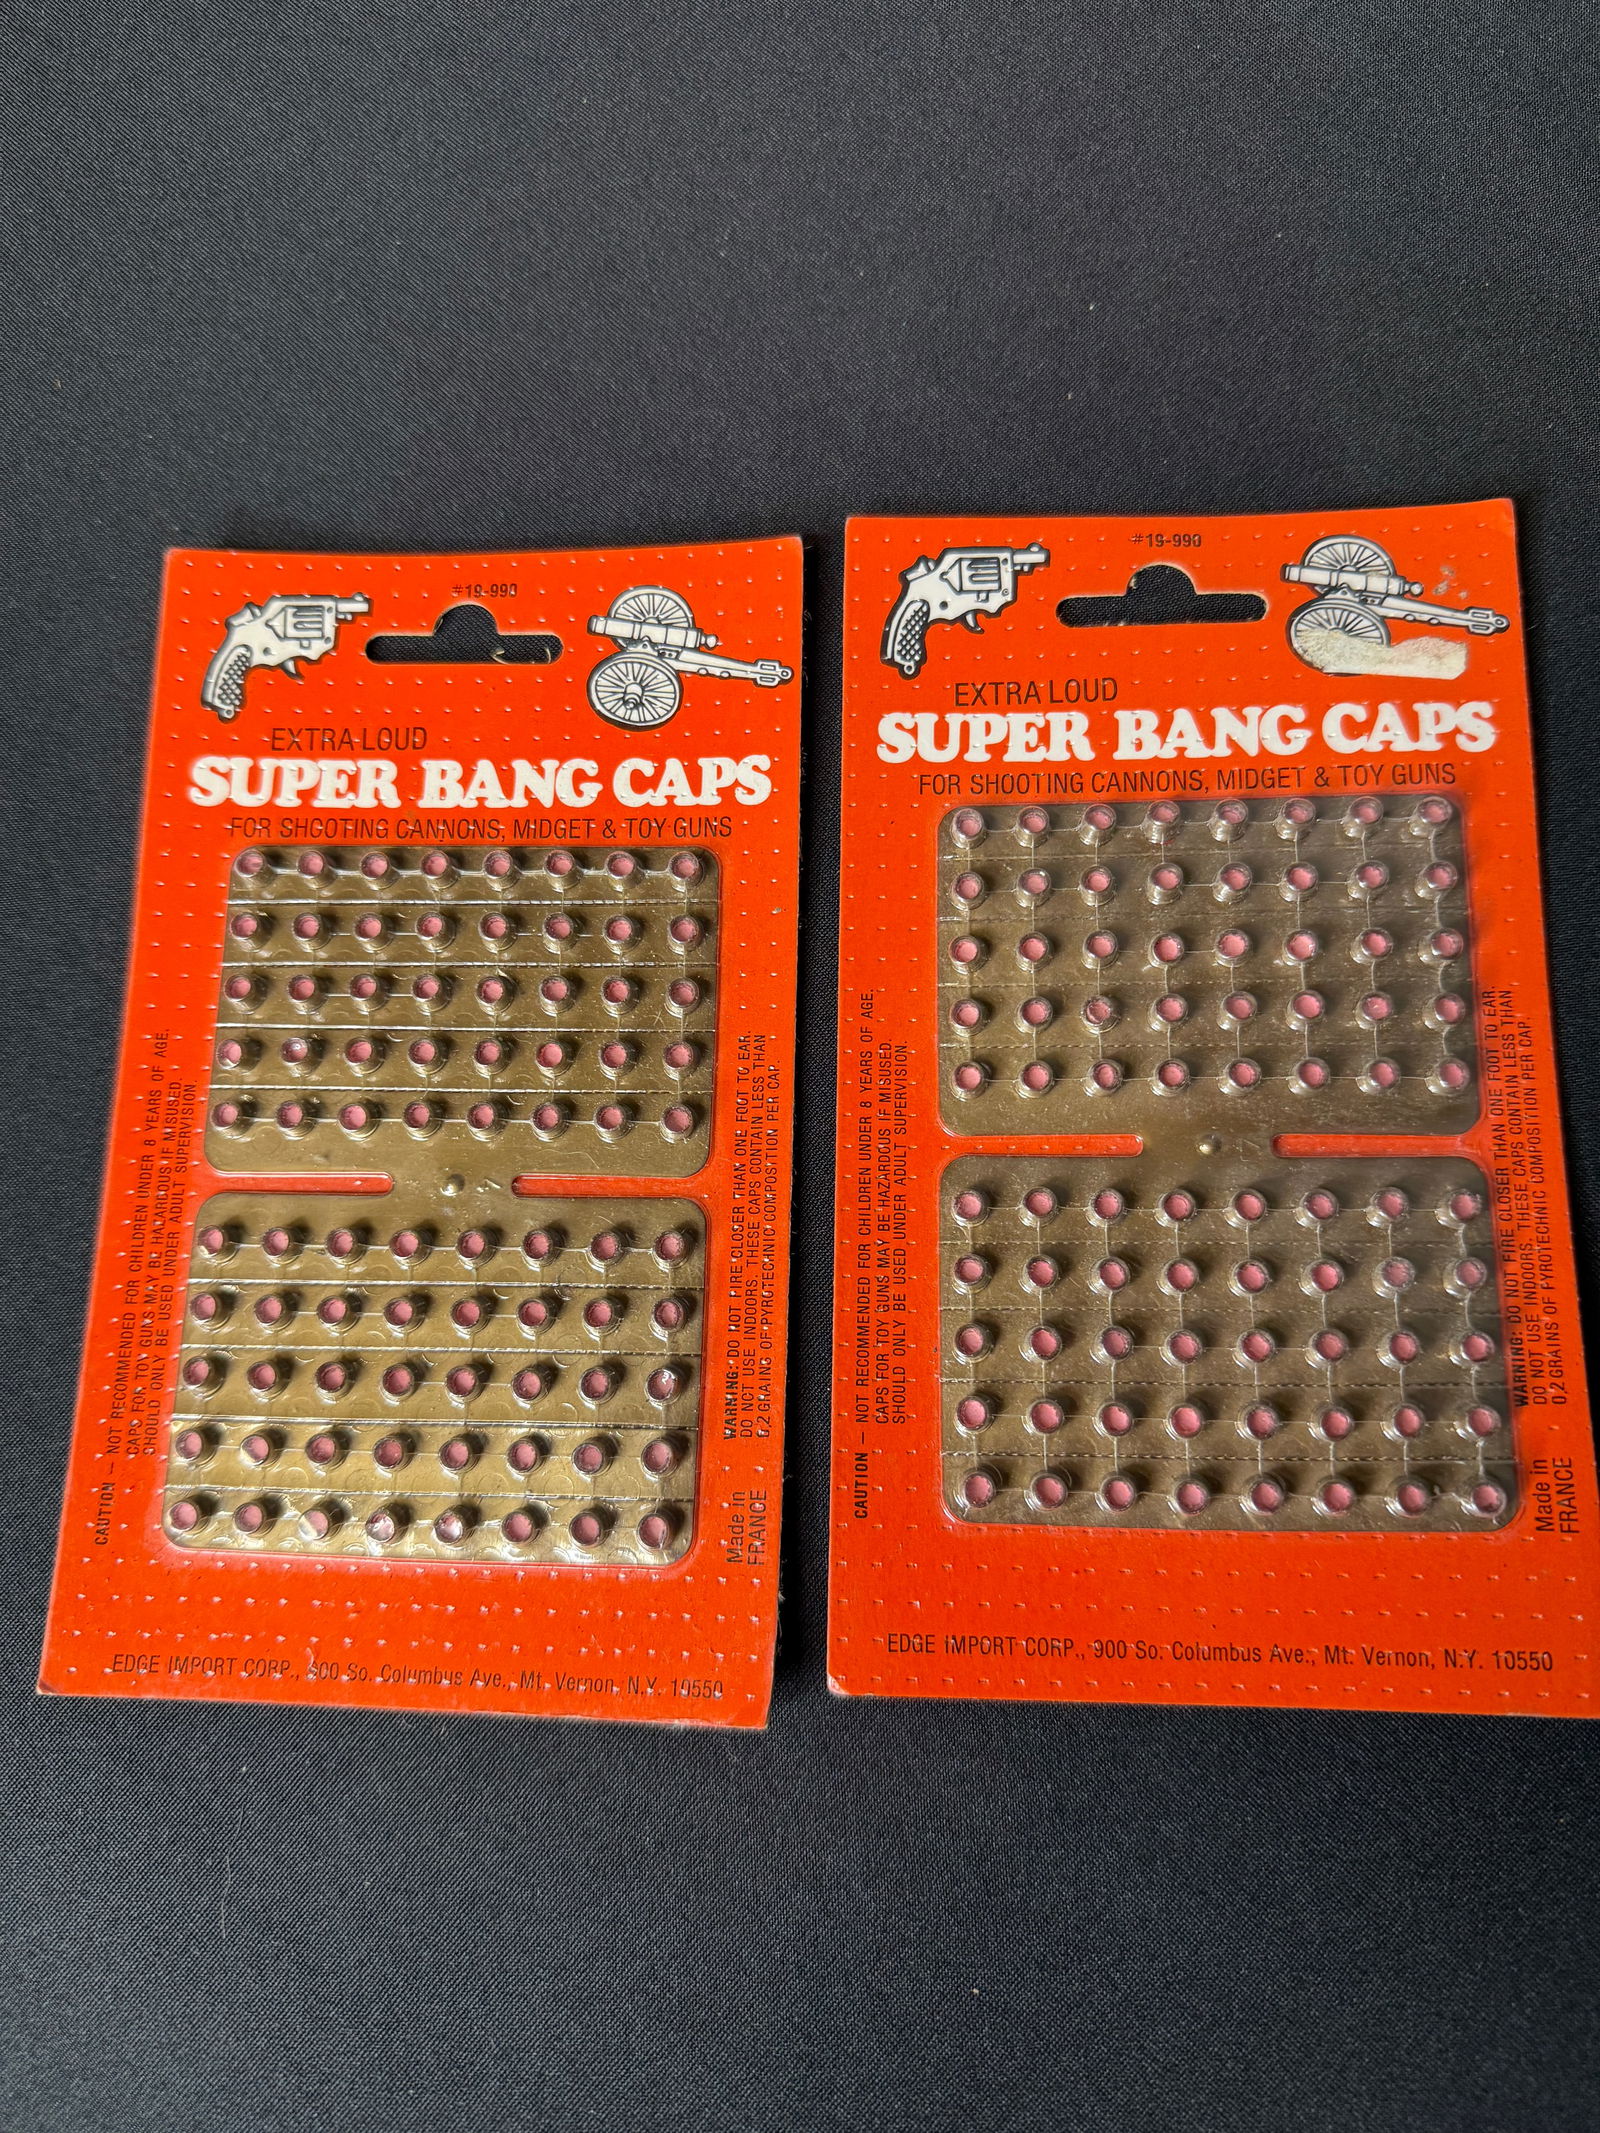 #19-990
EXTRA LOUD
SUPER BANG CAPS
FOR SHOOTING CANNONS, MIDGET & TOY GUNS
CAUTION — NOT RECOMMENDED FOR CHILDREN UNDER 8 YEARS OF AGE.
CAPS FOR TOY GUNS MAY BE HAZARDOUS IF MISUSED.
SHOULD ONLY BE USED UNDER ADULT SUPERVISION.
WARNING: DO NOT FIRE CLOSER THAN ONE FOOT TO EAR.
DO NOT USE INDOORS. THESE CAPS CONTAIN LESS THAN
0,2 GRAINS OF PYROTECHNIC COMPOSITION PER CAP.
Made in
FRANCE
EDGE IMPORT CORP., 900 So. Columbus Ave., Mt. Vernon, N.Y. 10550
#19-990
EXTRA LOUD
SUPER BANG CAPS
FOR SHOOTING CANNONS, MIDGET & TOY GUNS
CAUTION — NOT RECOMMENDED FOR CHILDREN UNDER 8 YEARS OF AGE.
CAPS FOR TOY GUNS MAY BE HAZARDOUS IF MISUSED.
SHOULD ONLY BE USED UNDER ADULT SUPERVISION.
WARNING: DO NOT FIRE CLOSER THAN ONE FOOT TO EAR.
DO NOT USE INDOORS. THESE CAPS CONTAIN LESS THAN
0,2 GRAINS OF PYROTECHNIC COMPOSITION PER CAP.
Made in
FRANCE
EDGE IMPORT CORP., 900 So. Columbus Ave., Mt. Vernon, N.Y. 10550